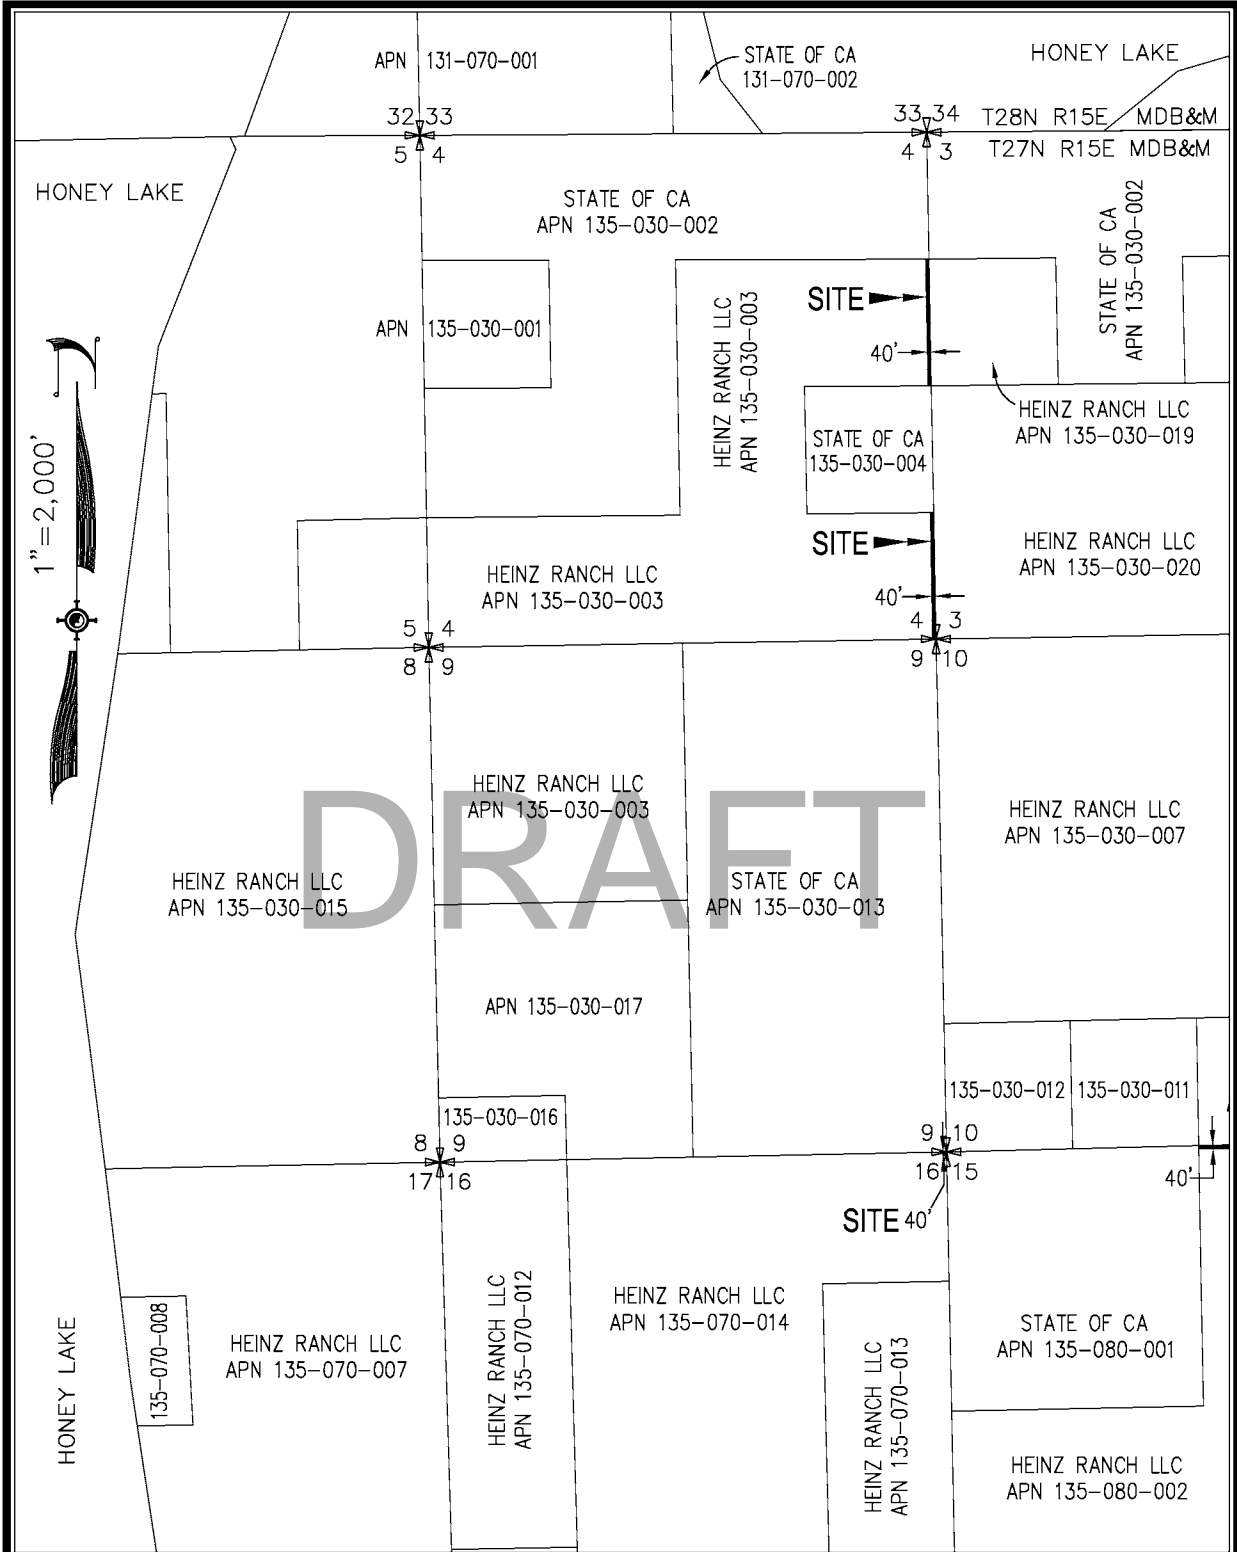 APN 131-070-001
STATE OF CA
131-070-002
HONEY LAKE
32 33
33 34
T28N R15E MDB&M
5 4
4 3
T27N R15E MDB&M
HONEY LAKE
STATE OF CA
APN 135-030-002
STATE OF CA
APN 135-030-002
SITE
APN 135-030-001
HEINZ RANCH LLC
APN 135-030-003
40'
HEINZ RANCH LLC
APN 135-030-019
STATE OF CA
135-030-004
1"=2,000'
SITE
HEINZ RANCH LLC
APN 135-030-020
HEINZ RANCH LLC
APN 135-030-003
40'
5 4
4 3
8 9
9 10
HEINZ RANCH LLC
APN 135-030-003
HEINZ RANCH LLC
APN 135-030-007
DRAFT
HEINZ RANCH LLC
APN 135-030-015
STATE OF CA
APN 135-030-013
APN 135-030-017
135-030-012
135-030-011
135-030-016
8 9
9 10
17 16
16 15
40'
SITE 40'
HEINZ RANCH LLC
APN 135-070-014
HEINZ RANCH LLC
APN 135-070-012
STATE OF CA
APN 135-080-001
HEINZ RANCH LLC
APN 135-070-007
135-070-008
HONEY LAKE
HEINZ RANCH LLC
APN 135-070-013
HEINZ RANCH LLC
APN 135-080-002